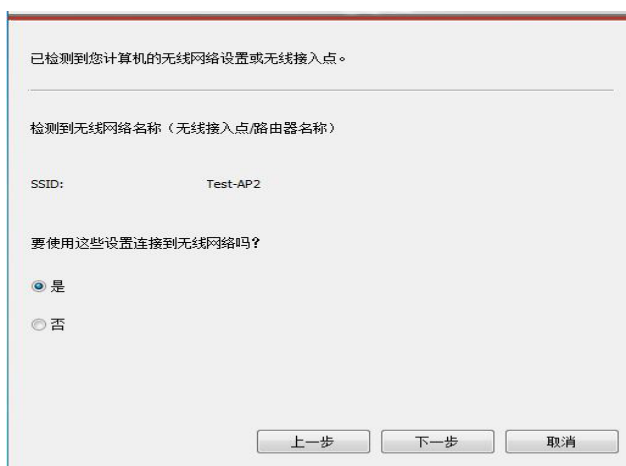 已检测到您计算机的无线网络设置或无线接入点。
检测到无线网络名称（无线接入点/路由器名称）
SSID: Test-AP2
要使用这些设置连接到无线网络吗?
是
否
上一步 下一步 取消